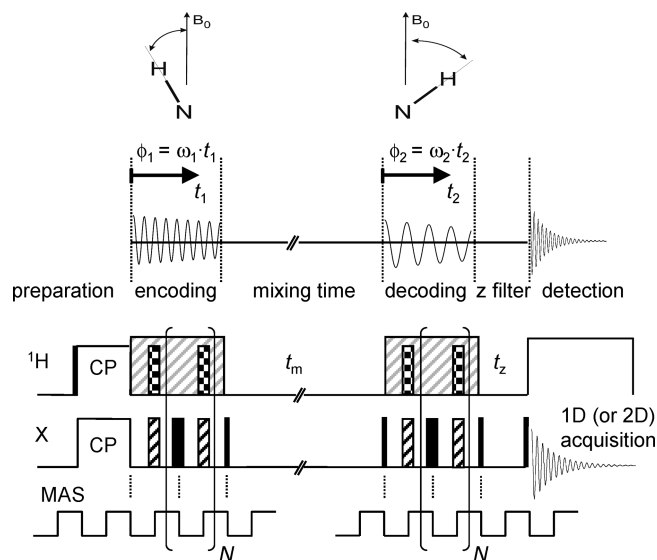 B₀ B₀
H H
N N
ϕ₁ = ω₁·t₁ ϕ₂ = ω₂·t₂
t₁ t₂
preparation encoding mixing time decoding z filter detection
¹H CP tₘ t_z
X CP 1D (or 2D)
acquisition
MAS
N N